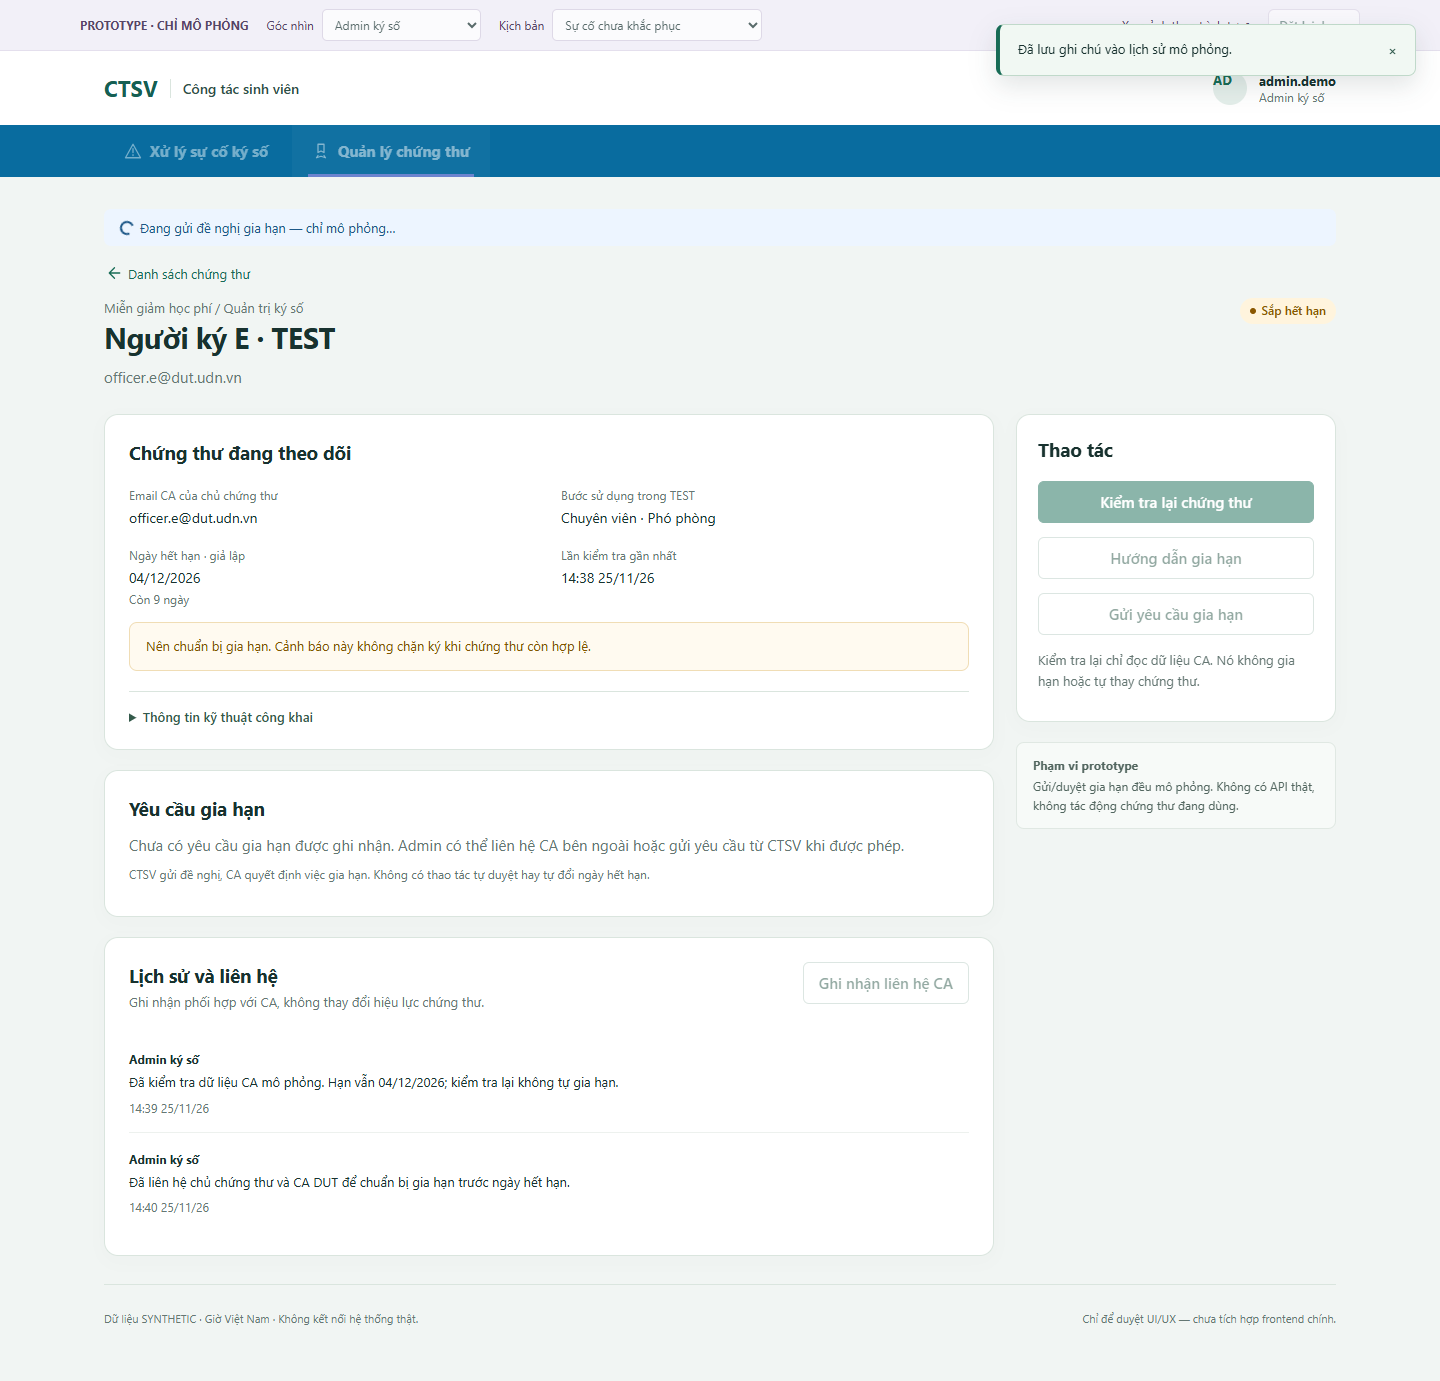 PROTOTYPE · CHỈ MÔ PHỎNG
Góc nhìn
Admin ký số
Kịch bản
Sự cố chưa khắc phục
Đã lưu ghi chú vào lịch sử mô phỏng.
×
CTSV
Công tác sinh viên
AD
admin.demo
Admin ký số
Xử lý sự cố ký số
Quản lý chứng thư
Đang gửi đề nghị gia hạn — chỉ mô phỏng...
Danh sách chứng thư
Miễn giảm học phí / Quản trị ký số
Sắp hết hạn
Người ký E · TEST
officer.e@dut.udn.vn
Chứng thư đang theo dõi
Email CA của chủ chứng thư
officer.e@dut.udn.vn
Bước sử dụng trong TEST
Chuyên viên · Phó phòng
Ngày hết hạn · giả lập
04/12/2026
Còn 9 ngày
Lần kiểm tra gần nhất
14:38 25/11/26
Nên chuẩn bị gia hạn. Cảnh báo này không chặn ký khi chứng thư còn hợp lệ.
Thông tin kỹ thuật công khai
Thao tác
Kiểm tra lại chứng thư
Hướng dẫn gia hạn
Gửi yêu cầu gia hạn
Kiểm tra lại chỉ đọc dữ liệu CA. Nó không gia
hạn hoặc tự thay chứng thư.
Phạm vi prototype
Gửi/duyệt gia hạn đều mô phỏng. Không có API thật,
không tác động chứng thư đang dùng.
Yêu cầu gia hạn
Chưa có yêu cầu gia hạn được ghi nhận. Admin có thể liên hệ CA bên ngoài hoặc gửi yêu cầu từ CTSV khi được phép.
CTSV gửi đề nghị, CA quyết định việc gia hạn. Không có thao tác tự duyệt hay tự đổi ngày hết hạn.
Lịch sử và liên hệ
Ghi nhận phối hợp với CA, không thay đổi hiệu lực chứng thư.
Ghi nhận liên hệ CA
Admin ký số
Đã kiểm tra dữ liệu CA mô phỏng. Hạn vẫn 04/12/2026; kiểm tra lại không tự gia hạn.
14:39 25/11/26
Admin ký số
Đã liên hệ chủ chứng thư và CA DUT để chuẩn bị gia hạn trước ngày hết hạn.
14:40 25/11/26
Dữ liệu SYNTHETIC · Giờ Việt Nam · Không kết nối hệ thống thật.
Chỉ để duyệt UI/UX — chưa tích hợp frontend chính.